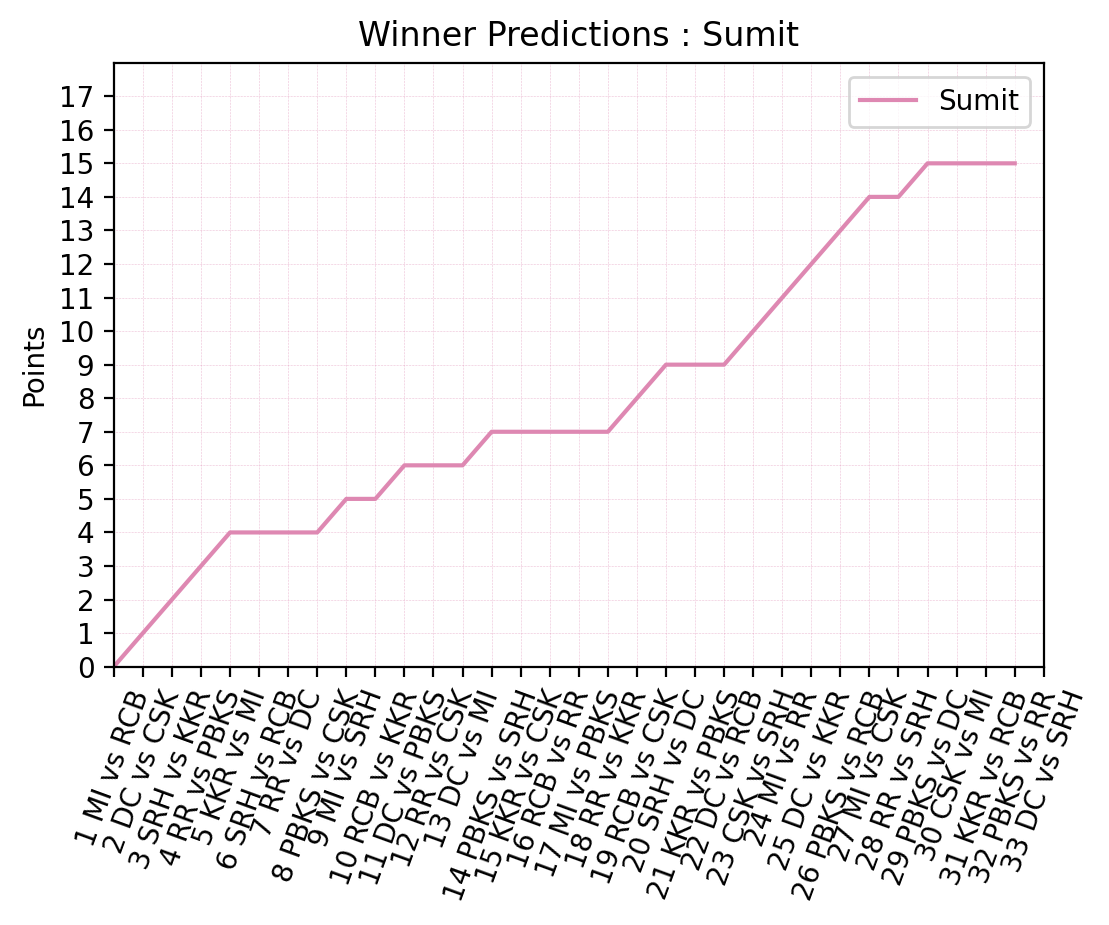 Winner Predictions : Sumit
Sumit
Points
17
16
15
14
13
12
11
10
9
8
7
6
5
4
3
2
1
0
1 MI vs RCB
2 DC vs CSK
3 SRH vs KKR
4 RR vs PBKS
5 KKR vs MI
6 SRH vs RCB
7 RR vs DC
8 PBKS vs CSK
9 MI vs SRH
10 RCB vs KKR
11 DC vs PBKS
12 RR vs CSK
13 DC vs MI
14 PBKS vs SRH
15 KKR vs CSK
16 RCB vs RR
17 MI vs PBKS
18 RR vs KKR
19 RCB vs CSK
20 SRH vs DC
21 KKR vs PBKS
22 DC vs RCB
23 CSK vs SRH
24 MI vs RR
25 DC vs KKR
26 PBKS vs RCB
27 MI vs CSK
28 RR vs SRH
29 PBKS vs DC
30 CSK vs MI
31 KKR vs RCB
32 PBKS vs RR
33 DC vs SRH